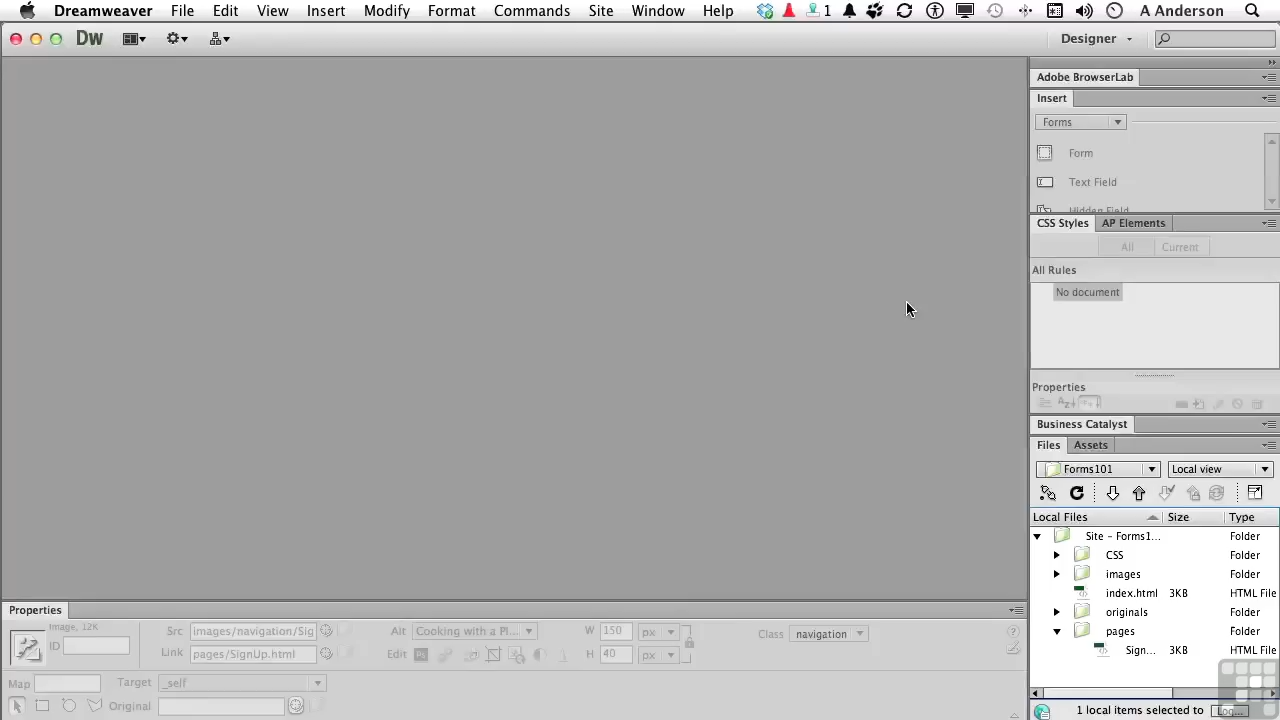 Dreamweaver File Edit View Insert Modify Format Commands Site Window Help 1 A Anderson
Dw Designer
Adobe BrowserLab
Insert
Forms
Form
Text Field
Hidden Field
CSS Styles AP Elements
All Current
All Rules
No document
Properties
Business Catalyst
Files Assets
Forms101 Local view
Local Files Size Type
Site - Forms1... Folder
CSS Folder
images Folder
index.html 3KB HTML File
originals Folder
pages Folder
Sign... 3KB HTML File
1 local items selected to Log...
Properties
Image, 12K
Src images/navigation/Sig Alt Cooking with a Pl... W 150 px Class navigation
ID
Link pages/SignUp.html Edit Ps H 40 px
Map Target _self
Original